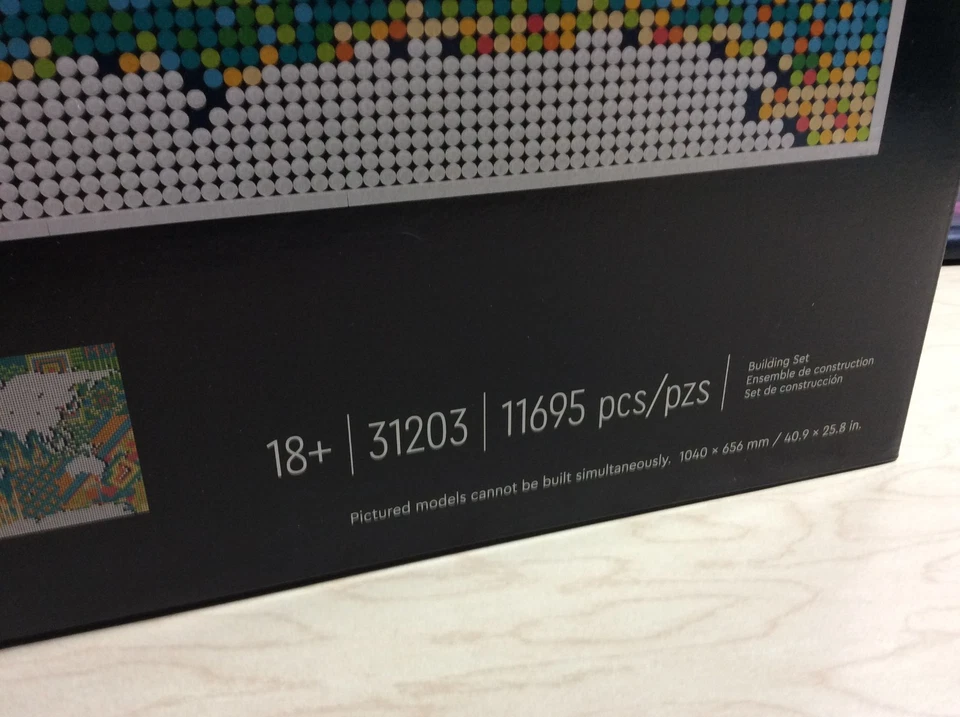 18+ | 31203 | 11695 pcs/pzs
Building Set
Ensemble de construction
Set de construcción
Pictured models cannot be built simultaneously. 1040 × 656 mm / 40.9 × 25.8 in.